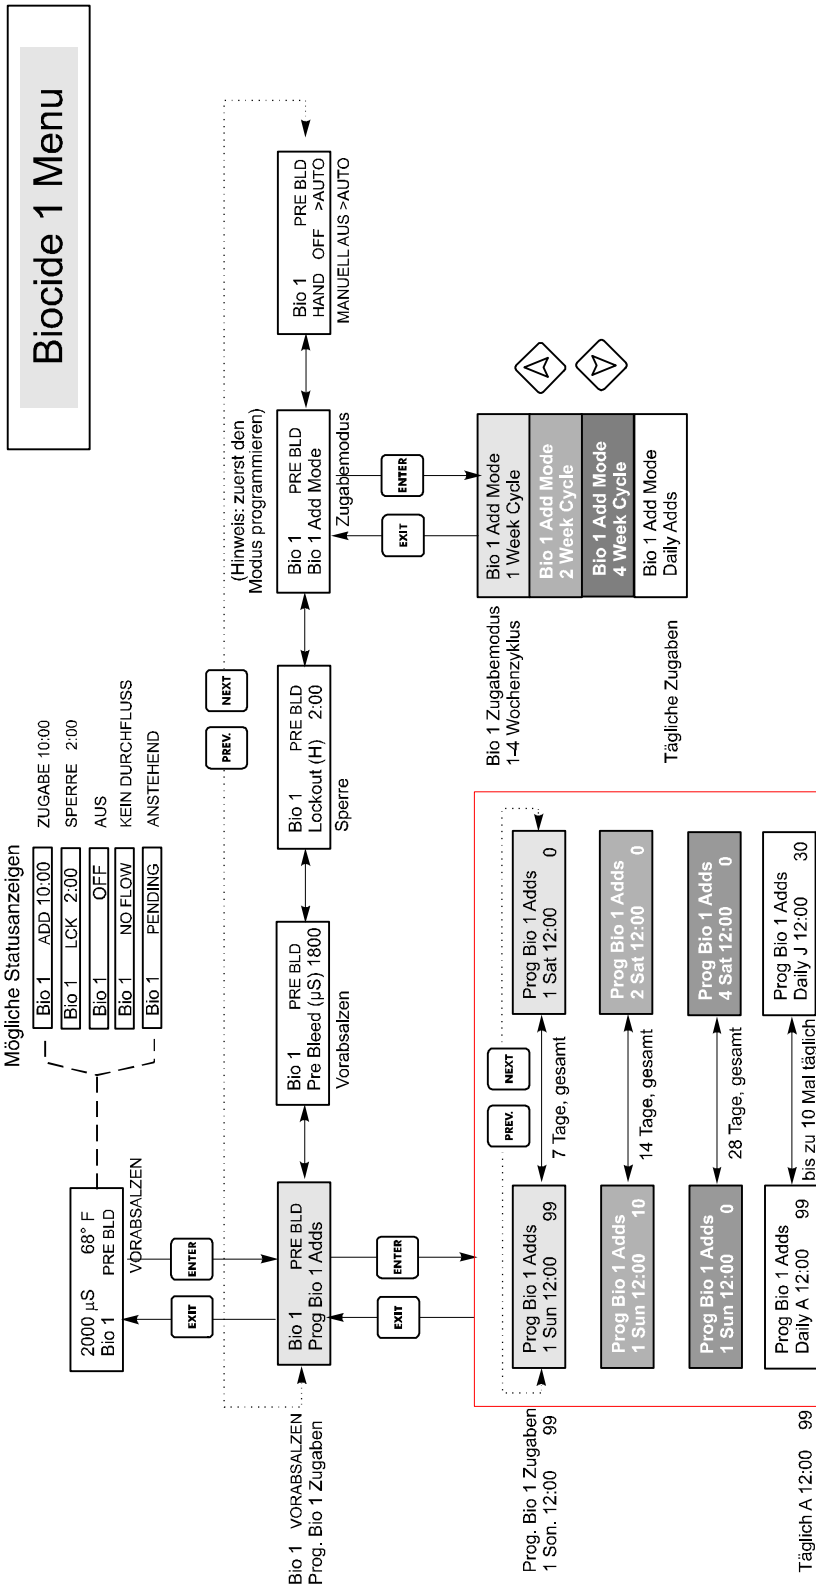 Biocide 1 Menu
Mögliche Statusanzeigen
2000 µS 68° F
Bio 1 PRE BLD
VORABSALZEN
Bio 1 ADD 10:00
ZUGABE 10:00
Bio 1 LCK 2:00
SPERRE 2:00
Bio 1 OFF
AUS
Bio 1 NO FLOW
KEIN DURCHFLUSS
Bio 1 PENDING
ANSTEHEND
EXIT
ENTER
PREV.
NEXT
(Hinweis: zuerst den
Modus programmieren)
Bio 1 VORABSALZEN
Prog. Bio 1 Zugaben
Bio 1 PRE BLD
Prog Bio 1 Adds
Bio 1 PRE BLD
Pre Bleed (µS) 1800
Vorabsalzen
Bio 1 PRE BLD
Lockout (H) 2:00
Sperre
Bio 1 PRE BLD
Bio 1 Add Mode
Zugabemodus
Bio 1 PRE BLD
HAND OFF >AUTO
MANUELL AUS >AUTO
EXIT
ENTER
EXIT
ENTER
Bio 1 Zugabemodus
1-4 Wochenzyklus
Bio 1 Add Mode
1 Week Cycle
Bio 1 Add Mode
2 Week Cycle
Bio 1 Add Mode
4 Week Cycle
Bio 1 Add Mode
Daily Adds
Tägliche Zugaben
PREV.
NEXT
Prog. Bio 1 Zugaben
1 Son. 12:00 99
Prog Bio 1 Adds
1 Sun 12:00 99
7 Tage, gesamt
Prog Bio 1 Adds
1 Sat 12:00 0
Prog Bio 1 Adds
1 Sun 12:00 10
14 Tage, gesamt
Prog Bio 1 Adds
2 Sat 12:00 0
Prog Bio 1 Adds
1 Sun 12:00 0
28 Tage, gesamt
Prog Bio 1 Adds
4 Sat 12:00 0
Täglich A 12:00 99
Prog Bio 1 Adds
Daily A 12:00 99
bis zu 10 Mal täglich
Prog Bio 1 Adds
Daily J 12:00 30